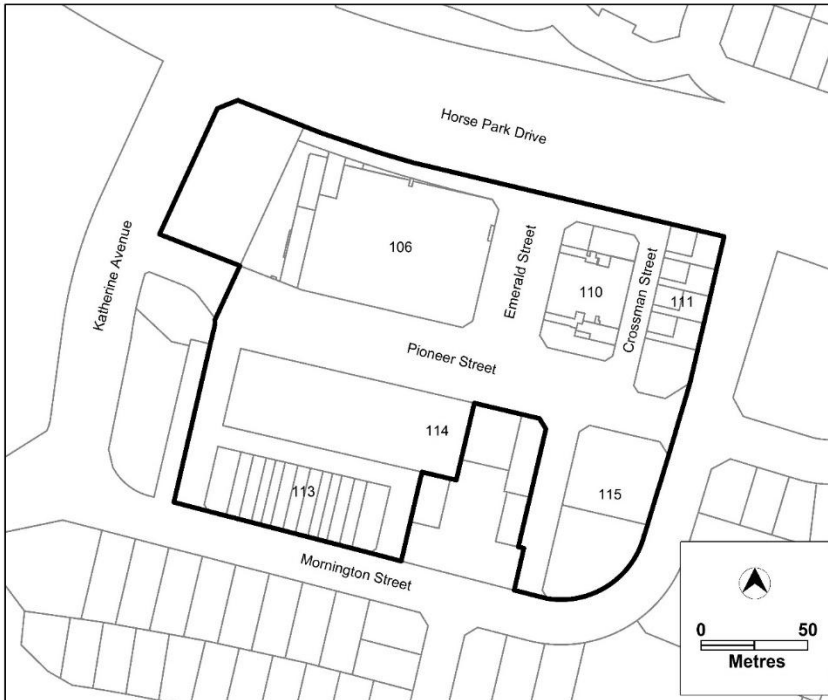 Horse Park Drive
Katherine Avenue
106
Emerald Street
110
Crossman Street
111
Pioneer Street
114
113
115
Mornington Street
0 50
Metres